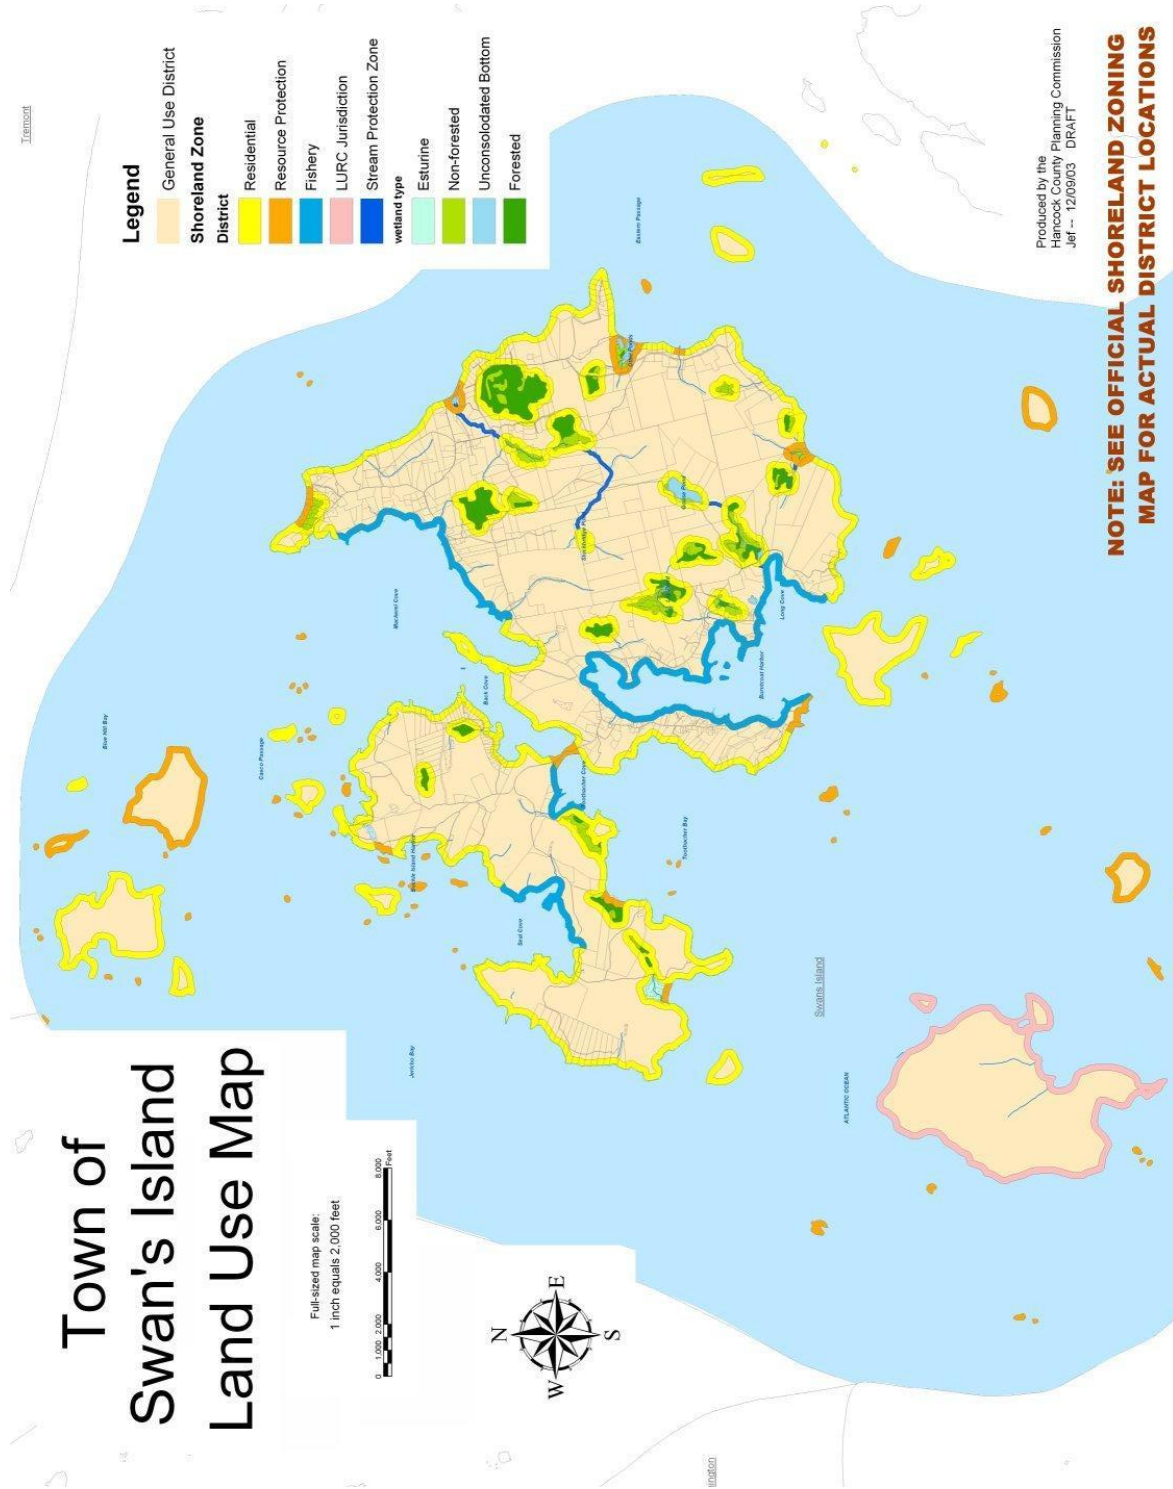 Town of
Swan's Island
Land Use Map
Full-sized map scale:
1 inch equals 2,000 feet
0 1,000 2,000 4,000 6,000 8,000
Feet
N
W E
S
Legend
General Use District
Shoreland Zone
District
Residential
Resource Protection
Fishery
LURC Jurisdiction
Stream Protection Zone
wetland type
Esturine
Non-forested
Unconsolodated Bottom
Forested
Tremont
Blue Hill Bay
Casco Passage
Mackerel Cove
Back Cove
Jericho Bay
Seal Cove
Toothacher Bay
Burntcoat Harbor
Long Cove
Eastern Passage
Swans Island
ATLANTIC OCEAN
Produced by the
Hancock County Planning Commission
Jef -- 12/09/03 DRAFT
NOTE: SEE OFFICIAL SHORELAND ZONING
MAP FOR ACTUAL DISTRICT LOCATIONS